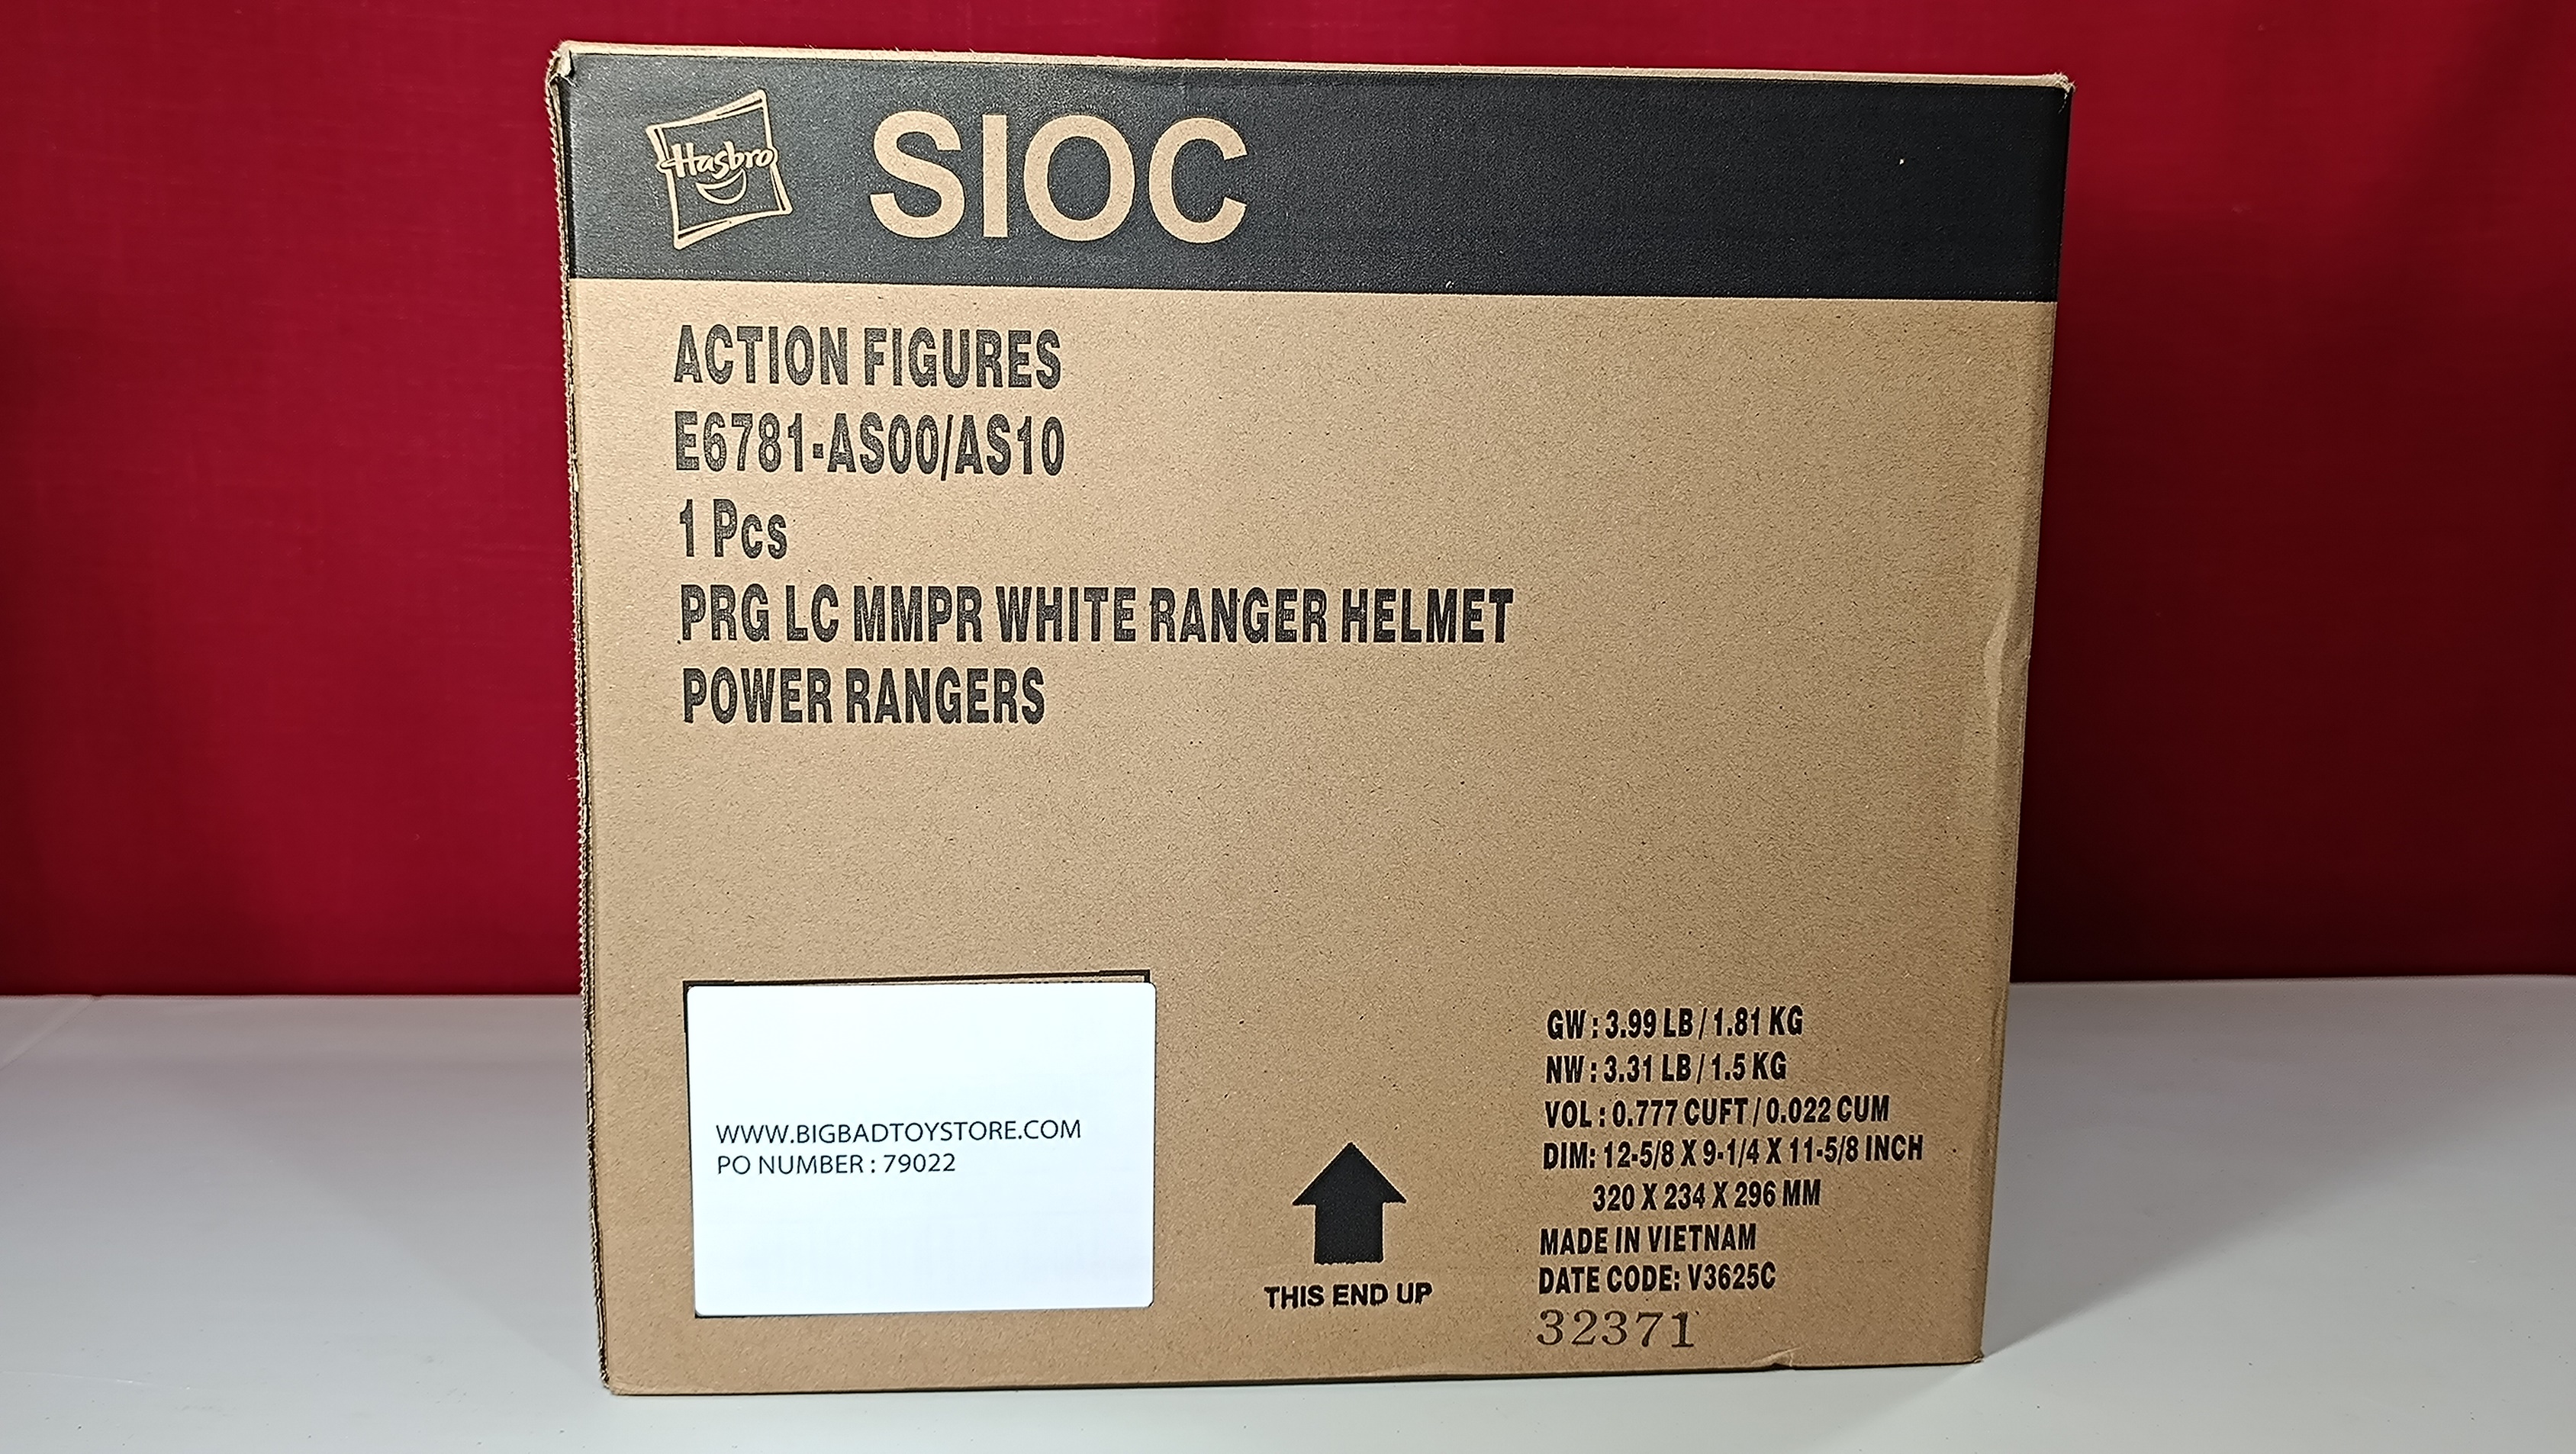 Hasbro
SIOC
ACTION FIGURES
E6781-AS00/AS10
1 Pcs
PRG LC MMPR WHITE RANGER HELMET
POWER RANGERS
WWW.BIGBADTOYSTORE.COM
PO NUMBER : 79022
THIS END UP
GW : 3.99 LB / 1.81 KG
NW : 3.31 LB / 1.5 KG
VOL : 0.777 CUFT / 0.022 CUM
DIM: 12-5/8 X 9-1/4 X 11-5/8 INCH
320 X 234 X 296 MM
MADE IN VIETNAM
DATE CODE: V3625C
32371